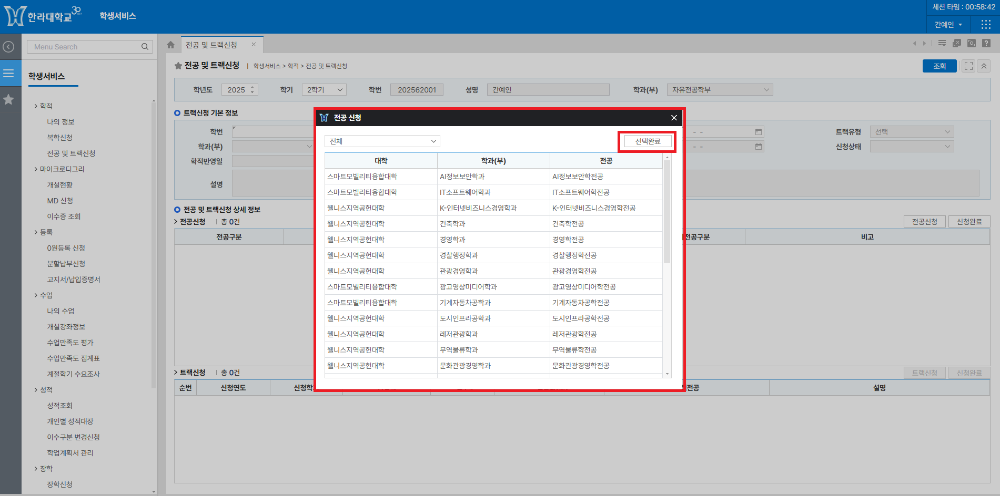 한라대학교 30
학생서비스
세션 타임 : 00:58:42
간예인
Menu Search
학생서비스
학적
나의 정보
복학신청
전공 및 트랙신청
마이크로디그리
개설현황
MD 신청
이수증 조회
등록
0원등록 신청
분할납부신청
고지서/납입증명서
수업
나의 수업
개설강좌정보
수업만족도 평가
수업만족도 집계표
계절학기 수요조사
성적
성적조회
개인별 성적대장
이수구분 변경신청
학업계획서 관리
장학
장학신청
전공 및 트랙신청
전공 및 트랙신청 | 학생서비스 > 학적 > 전공 및 트랙신청
조회
학년도 2025 학기 2학기 학번 202562001 성명 간예인 학과(부) 자유전공학부
트랙신청 기본 정보
학번 - - 트랙유형 선택
학과(부) - - 신청상태
학적반영일
설명
전공 및 트랙신청 상세 정보
전공신청 | 총 0건 전공신청 신청완료
전공구분 전공구분 비고
트랙신청 | 총 0건 트랙신청 신청완료
순번 신청연도 신청학 전공 설명
전공 신청
전체 선택완료
대학 학과(부) 전공
스마트모빌리티융합대학 AI정보보안학과 AI정보보안학전공
스마트모빌리티융합대학 IT소프트웨어학과 IT소프트웨어학전공
웰니스지역공헌대학 K-인터넷비즈니스경영학과 K-인터넷비즈니스경영학전공
웰니스지역공헌대학 건축학과 건축학전공
웰니스지역공헌대학 경영학과 경영학전공
웰니스지역공헌대학 경찰행정학과 경찰행정학전공
웰니스지역공헌대학 관광경영학과 관광경영학전공
스마트모빌리티융합대학 광고영상미디어학과 광고영상미디어학전공
스마트모빌리티융합대학 기계자동차공학과 기계자동차공학전공
웰니스지역공헌대학 도시인프라공학과 도시인프라공학전공
웰니스지역공헌대학 레저관광학과 레저관광학전공
웰니스지역공헌대학 무역물류학과 무역물류학전공
웰니스지역공헌대학 문화관광경영학과 문화관광경영학전공